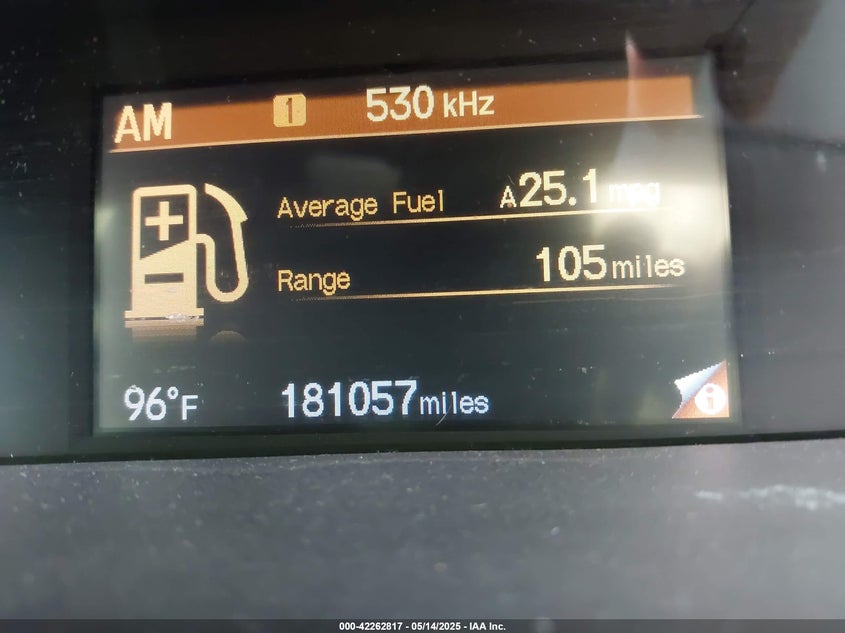 AM 1 530 kHz
Average Fuel A25.1 mpg
Range 105 miles
96°F 181057 miles
i
000-42262817 - 05/14/2025 - IAA Inc.